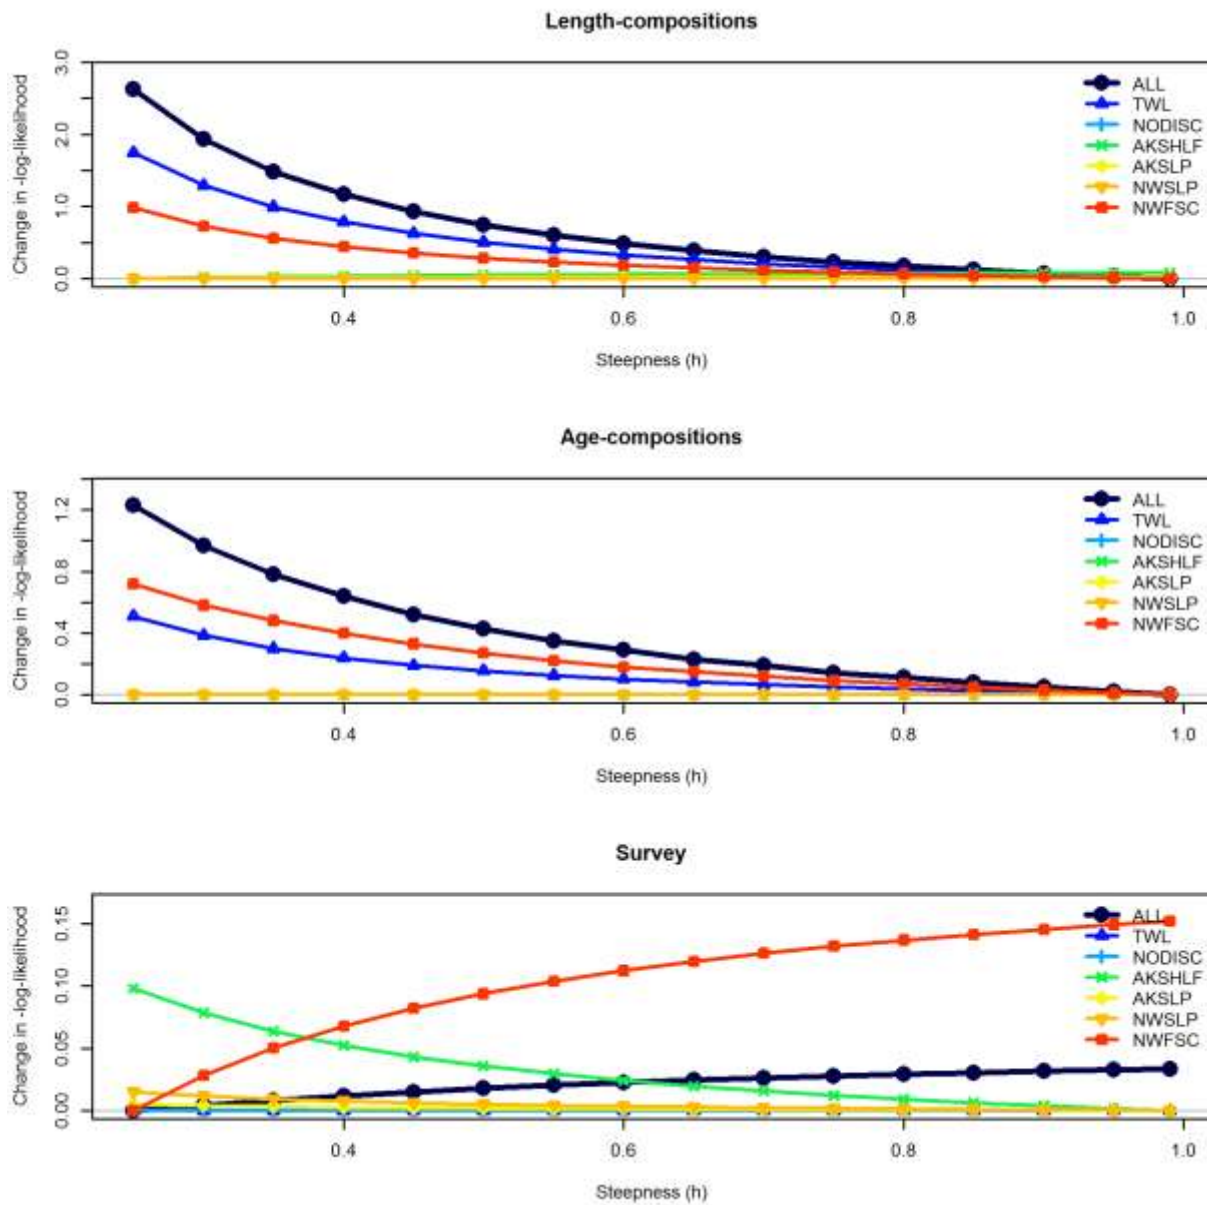 Length-compositions
Change in -log-likelihood
3.0
2.0
1.0
0.0
ALL
TWL
NODISC
AKSHLF
AKSLP
NWSLP
NWFSC
0.4 0.6 0.8 1.0
Steepness (h)
Age-compositions
Change in -log-likelihood
1.2
0.8
0.4
0.0
ALL
TWL
NODISC
AKSHLF
AKSLP
NWSLP
NWFSC
0.4 0.6 0.8 1.0
Steepness (h)
Survey
Change in -log-likelihood
0.15
0.10
0.05
0.00
ALL
TWL
NODISC
AKSHLF
AKSLP
NWSLP
NWFSC
0.4 0.6 0.8 1.0
Steepness (h)